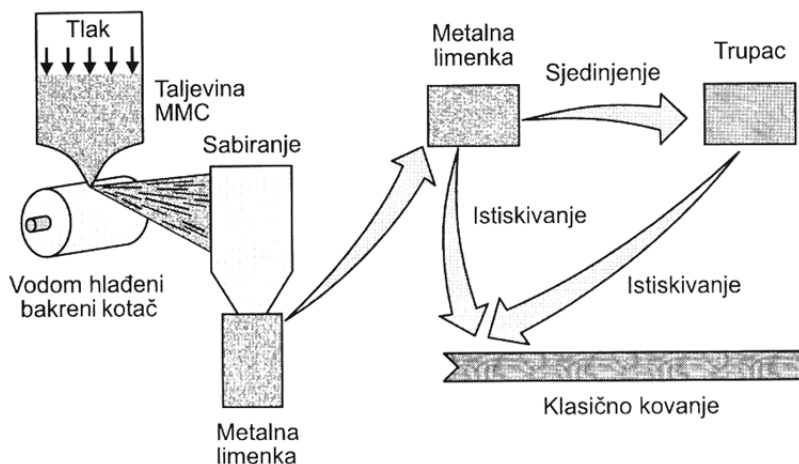 Tlak
Taljevina
MMC
Sabiranje
Vodom hlađeni
bakreni kotač
Metalna
limenka
Metalna
limenka
Sjedinjenje
Trupac
Istiskivanje
Istiskivanje
Klasično kovanje